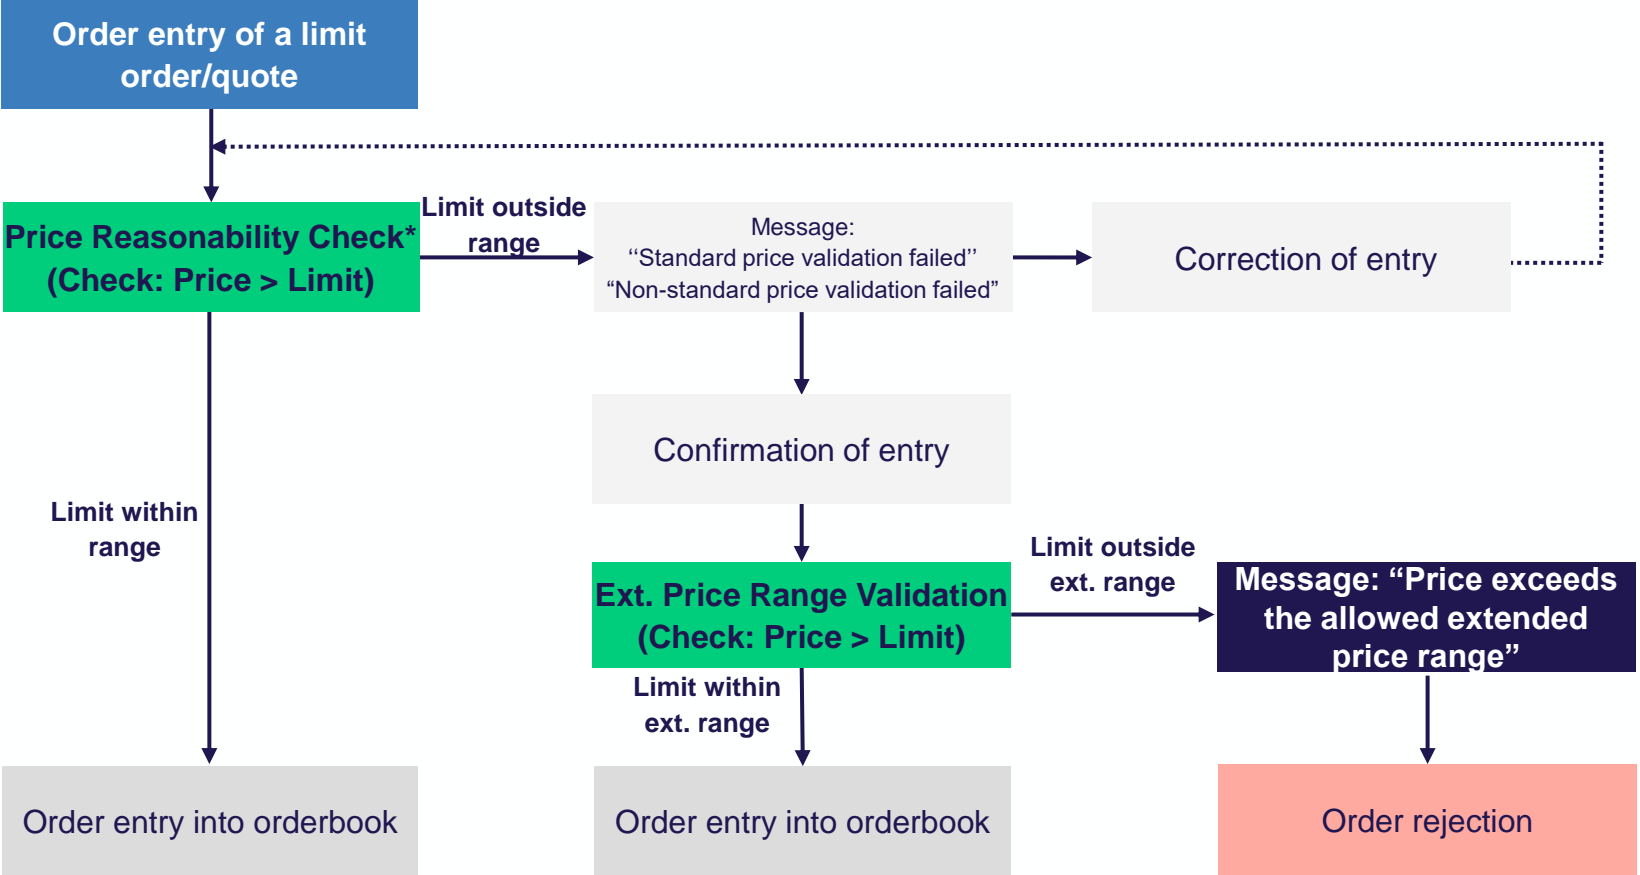 Order entry of a limit
order/quote
Limit outside
range
Price Reasonability Check*
(Check: Price > Limit)
Message:
‘‘Standard price validation failed’’
“Non-standard price validation failed”
Correction of entry
Confirmation of entry
Limit within
range
Limit outside
ext. range
Ext. Price Range Validation
(Check: Price > Limit)
Message: “Price exceeds
the allowed extended
price range”
Limit within
ext. range
Order entry into orderbook
Order entry into orderbook
Order rejection